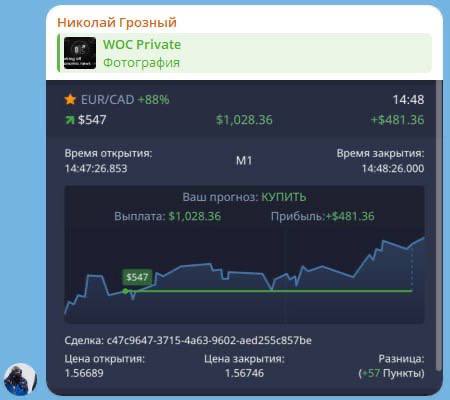 Николай Грозный
WOC Private
Фотография
EUR/CAD +88%
14:48
$547
$1,028.36
+$481.36
Время открытия:
14:47:26.853
M1
Время закрытия:
14:48:26.000
Ваш прогноз: КУПИТЬ
Выплата: $1,028.36
Прибыль:+$481.36
$547
Сделка: c47c9647-3715-4a63-9602-aed255c857be
Цена открытия:
1.56689
Цена закрытия:
1.56746
Разница:
(+57 Пункты)